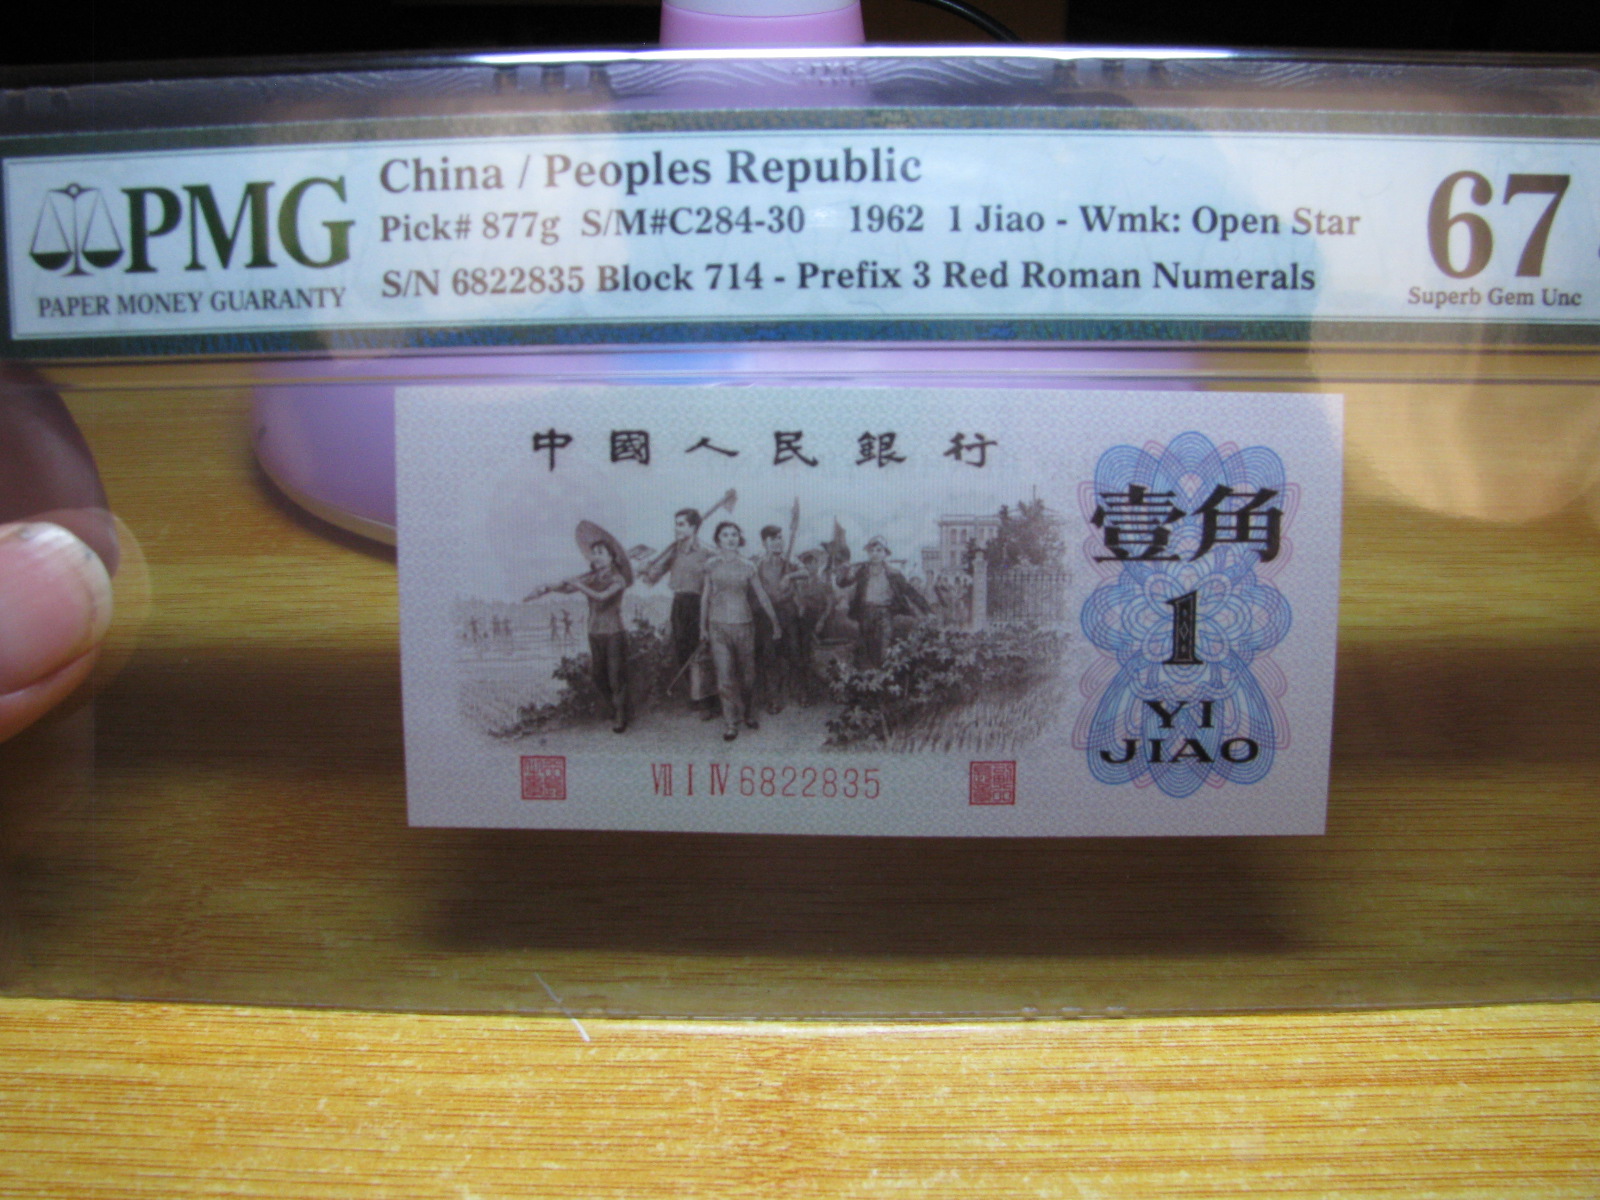 PMG
PAPER MONEY GUARANTY
China / Peoples Republic
Pick# 877g S/M#C284-30 1962 1 Jiao - Wmk: Open Star
S/N 6822835 Block 714 - Prefix 3 Red Roman Numerals
67
Superb Gem Unc
中國人民銀行
壹角
1
YI
JIAO
VII I IV 6822835